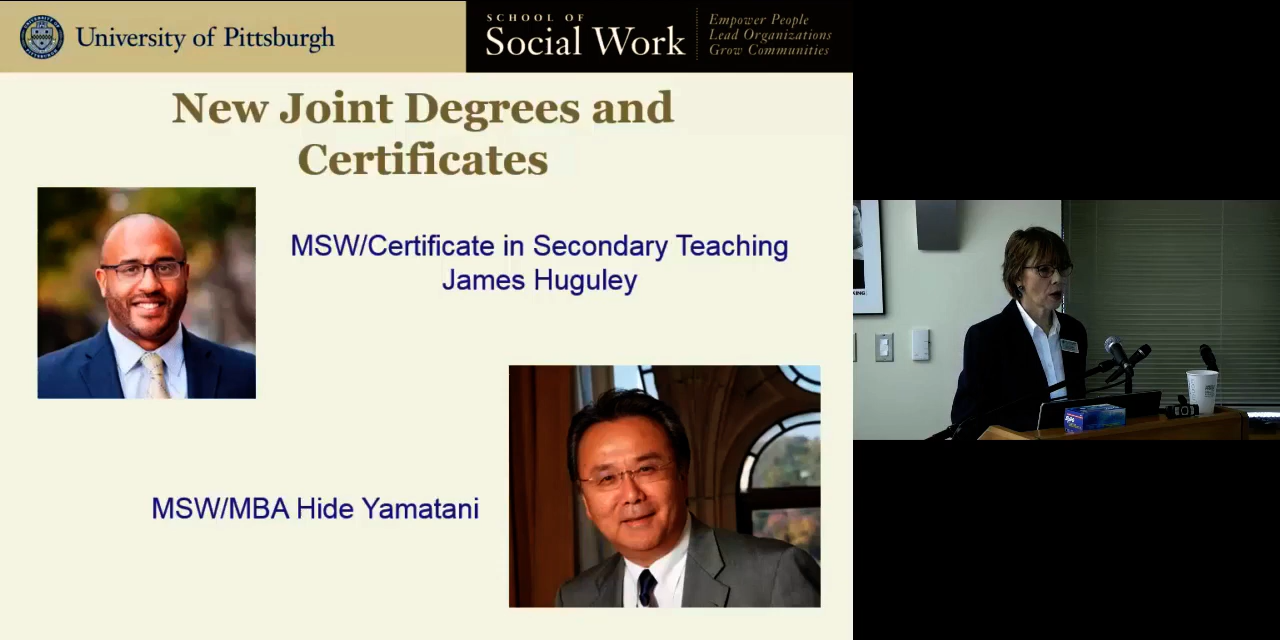 University of Pittsburgh
SCHOOL OF
Social Work
Empower People
Lead Organizations
Grow Communities
New Joint Degrees and
Certificates
MSW/Certificate in Secondary Teaching
James Huguley
MSW/MBA Hide Yamatani
KING